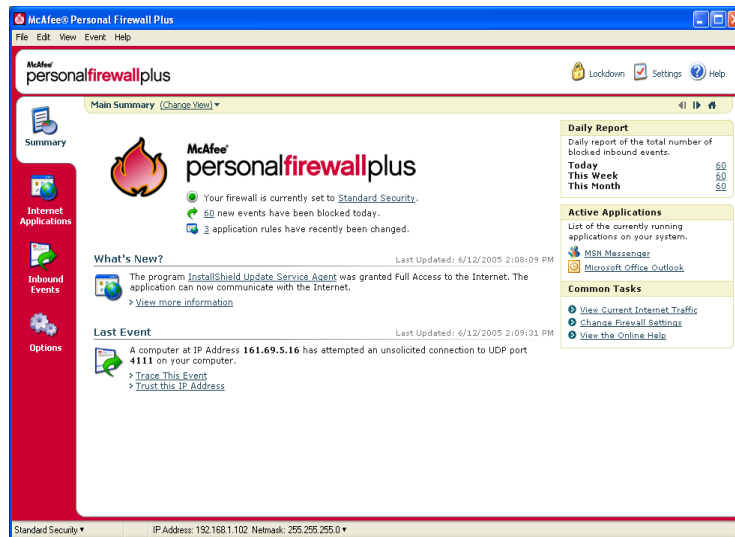 McAfee® Personal Firewall Plus
File Edit View Event Help
McAfee®
personalfirewallplus
Lockdown
Settings
Help
Main Summary (Change View)
Summary
Internet
Applications
Inbound
Events
Options
McAfee®
personalfirewallplus
Your firewall is currently set to Standard Security.
60 new events have been blocked today.
3 application rules have recently been changed.
What's New?
Last Updated: 6/12/2005 2:08:09 PM
The program InstallShield Update Service Agent was granted Full Access to the Internet. The
application can now communicate with the Internet.
> View more information
Last Event
Last Updated: 6/12/2005 2:09:31 PM
A computer at IP Address 161.69.5.16 has attempted an unsolicited connection to UDP port
4111 on your computer.
> Trace This Event
> Trust this IP Address
Daily Report
Daily report of the total number of
blocked inbound events.
Today 60
This Week 60
This Month 60
Active Applications
List of the currently running
applications on your system.
MSN Messenger
Microsoft Office Outlook
Common Tasks
View Current Internet Traffic
Change Firewall Settings
View the Online Help
Standard Security
IP Address: 192.168.1.102 Netmask: 255.255.255.0